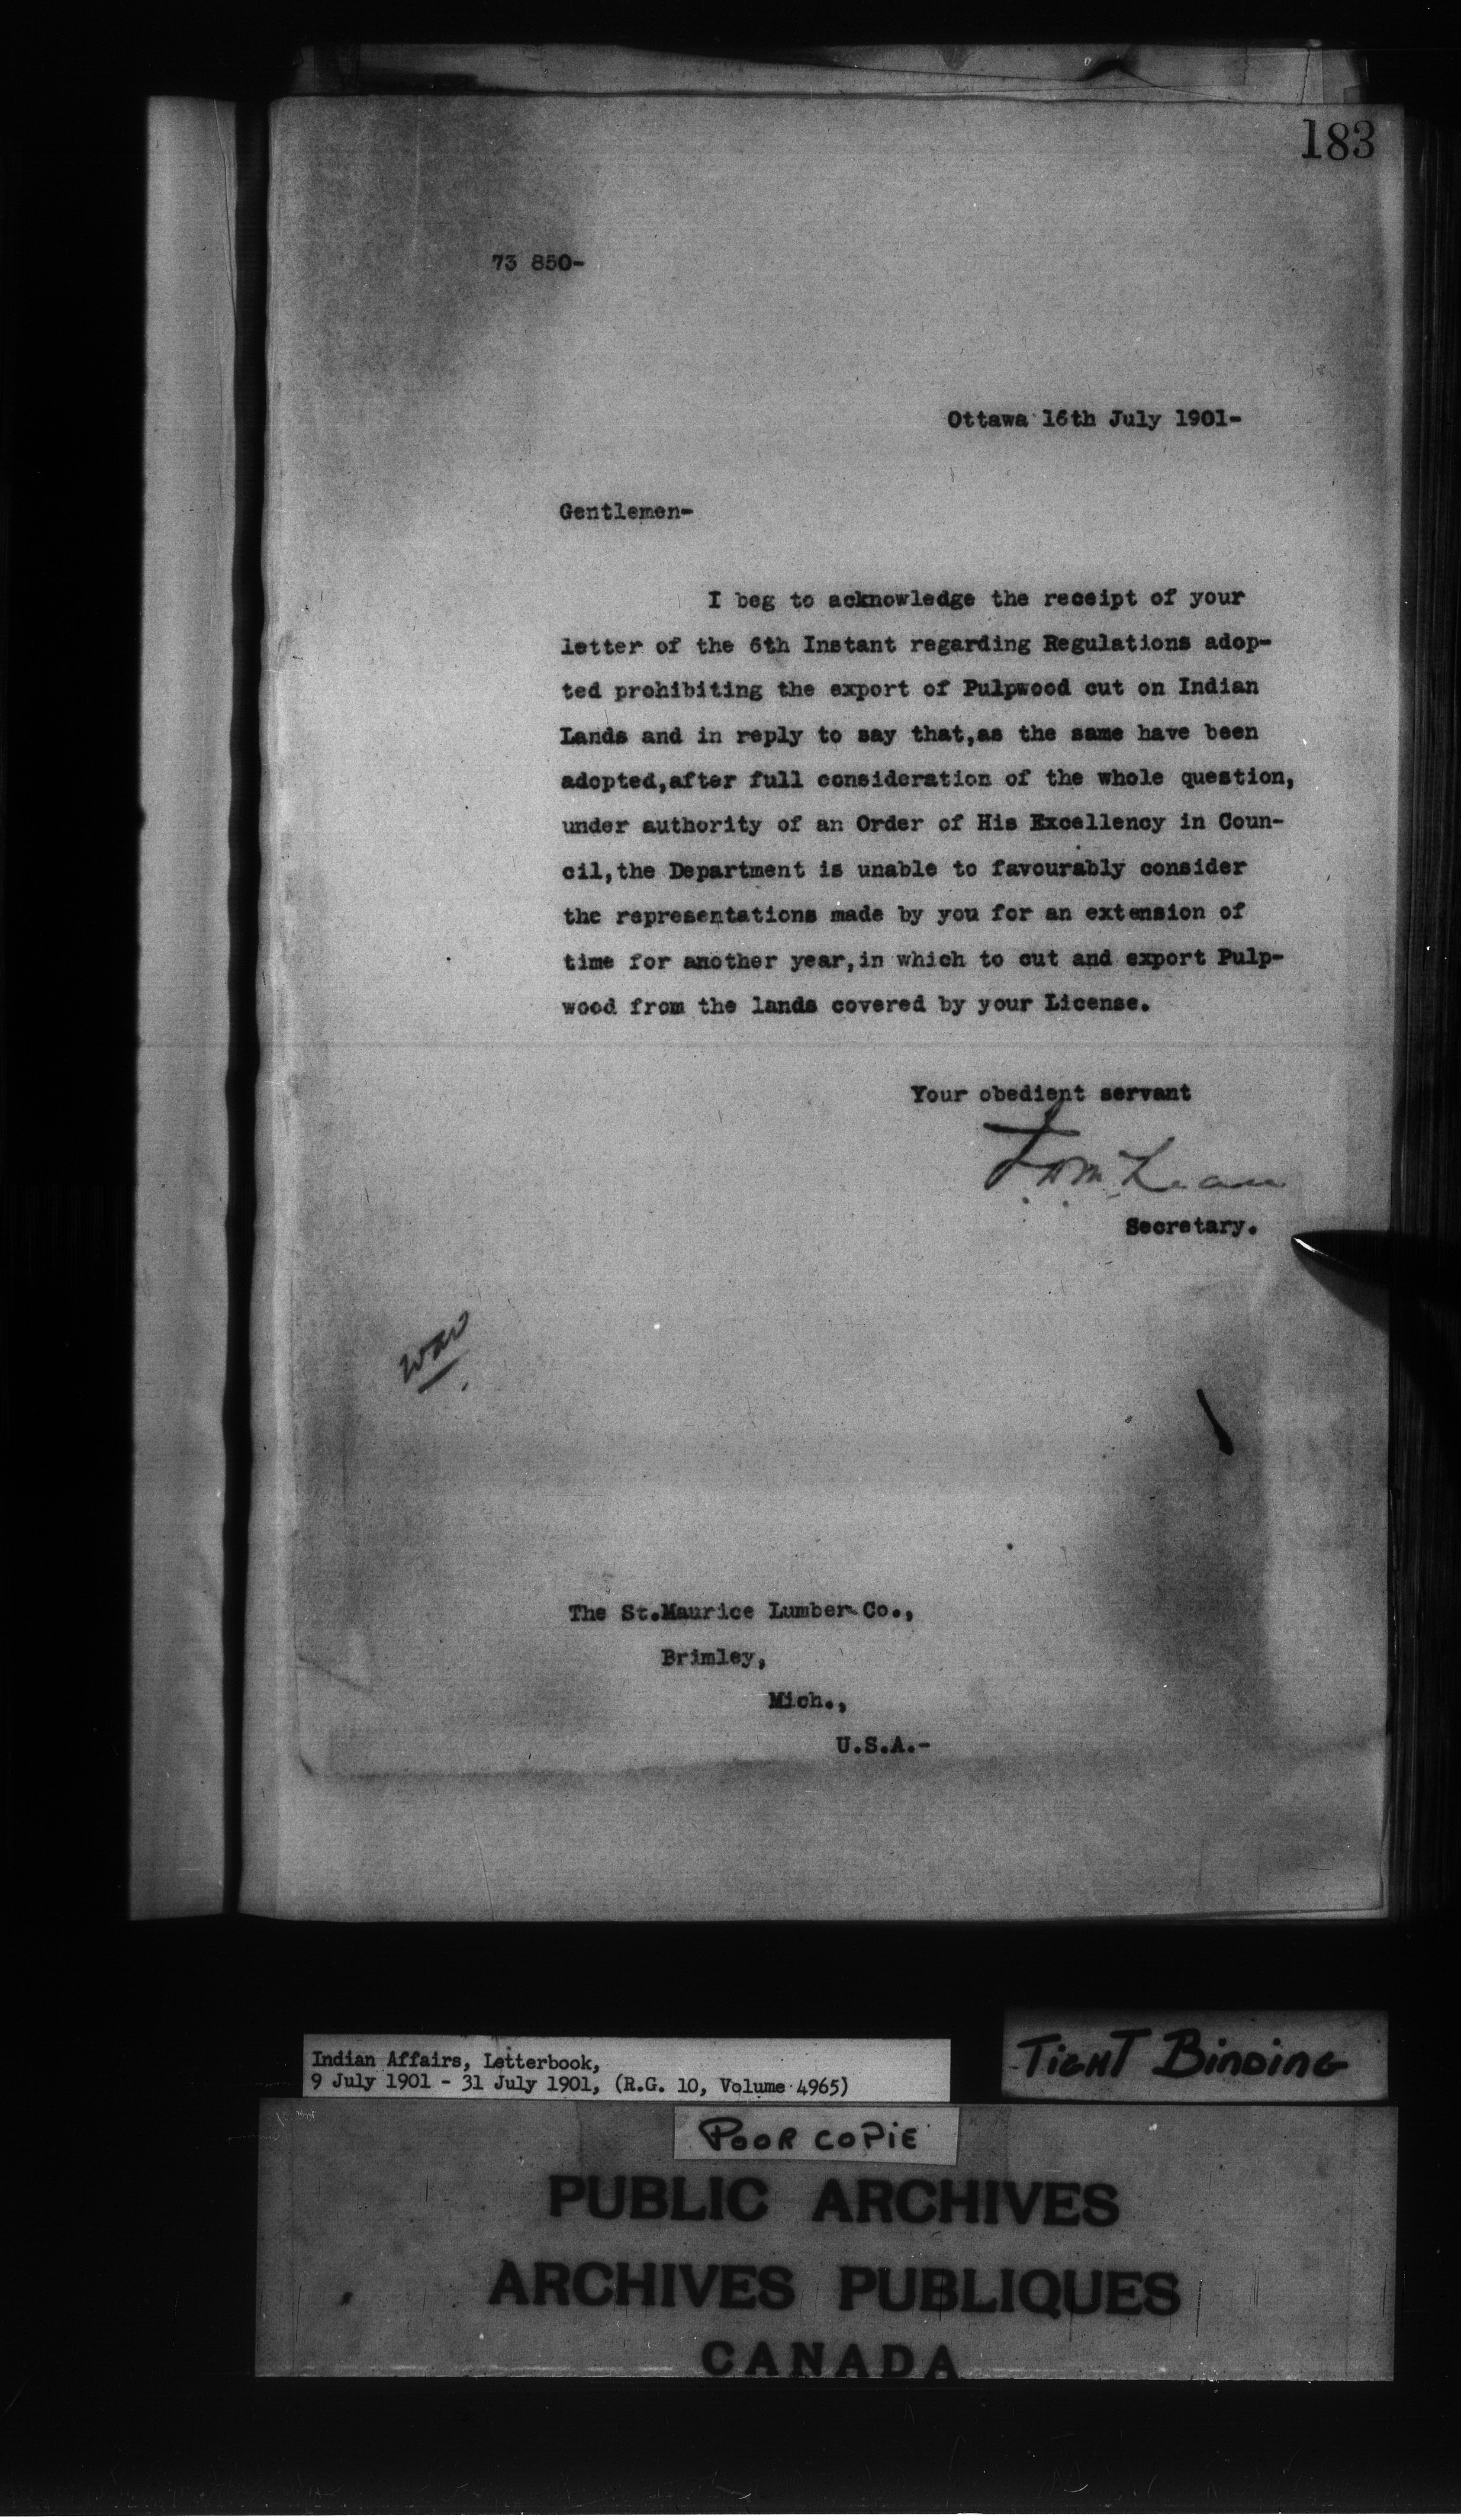 183
73 850-
Ottawa 16th July 1901-
Gentlemen-
I beg to acknowledge the receipt of your
letter of the 6th Instant regarding Regulations adop-
ted prohibiting the export of Pulpwood cut on Indian
Lands and in reply to say that,as the same have been
adopted,after full consideration of the whole question,
under authority of an Order of His Excellency in Coun-
cil,the Department is unable to favourably consider
the representations made by you for an extension of
time for another year,in which to cut and export Pulp-
wood from the lands covered by your License.
Your obedient servant
Secretary.
The St.Maurice Lumber Co.,
Brimley,
Mich.,
U.S.A.-
Indian Affairs, Letterbook,
9 July 1901 - 31 July 1901, (R.G. 10, Volume 4965)
TIGHT BINDING
POOR COPIE
PUBLIC ARCHIVES
ARCHIVES PUBLIQUES
CANADA